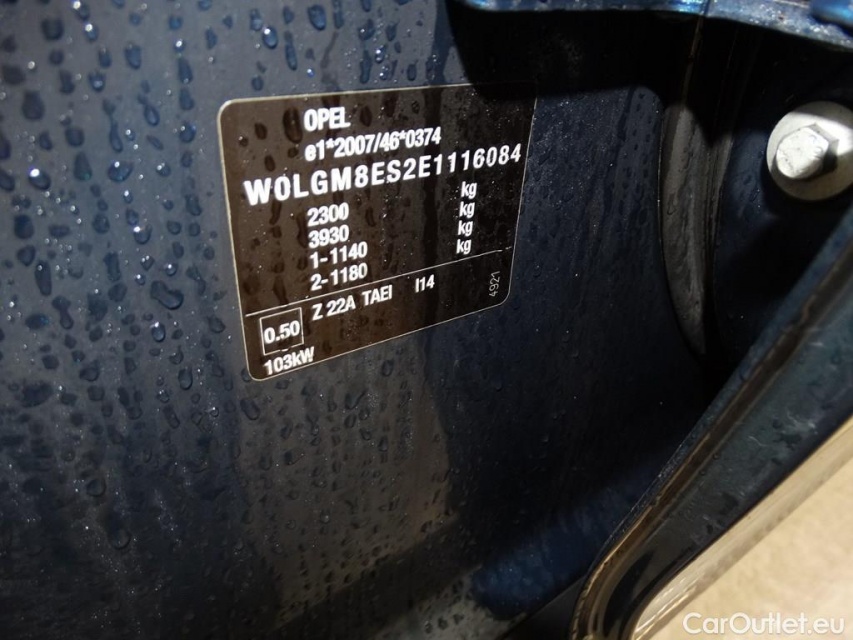 OPEL
e1*2007/46*0374
W0LGM8ES2E1116084
2300 kg
3930 kg
1-1140 kg
2-1180 kg
0.50 Z 22A TAEI I14 4921
103kW
CarOutlet.eu